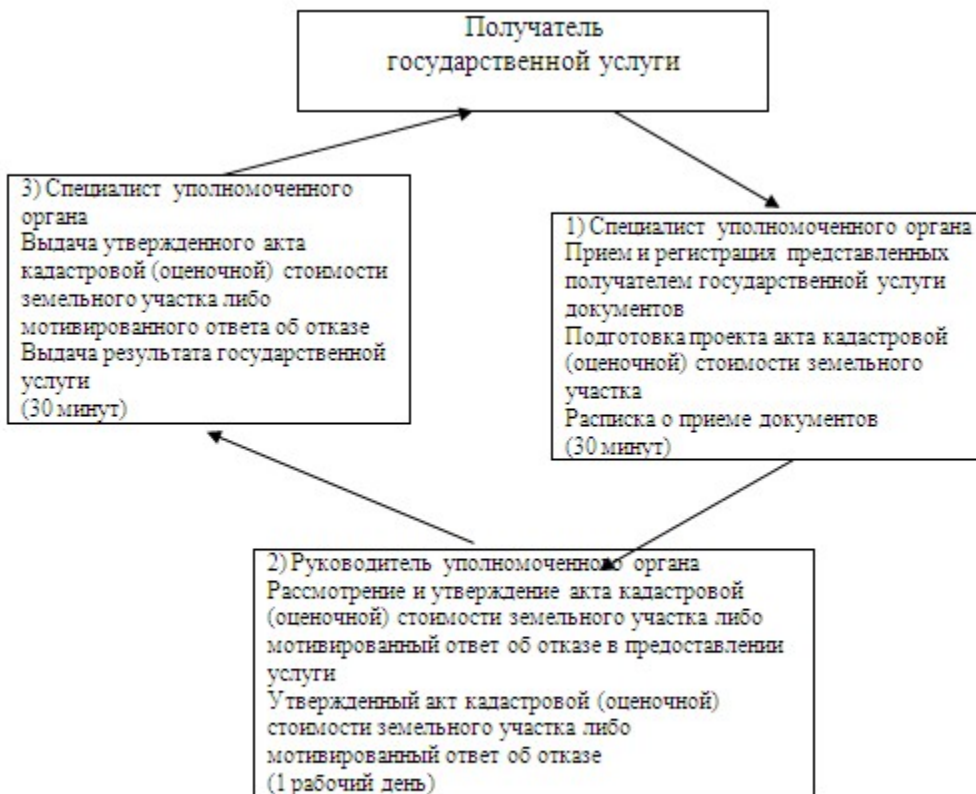 Получатель
государственной услуги
3) Специалист уполномоченного
органа
Выдача утвержденного акта
кадастровой (оценочной) стоимости
земельного участка либо
мотивированного ответа об отказе
Выдача результата государственной
услуги
(30 минут)
1) Специалист уполномоченного органа
Прием и регистрация представленных
получателем государственной услуги
документов
Подготовка проекта акта кадастровой
(оценочной) стоимости земельного
участка
Расписка о приеме документов
(30 минут)
2) Руководитель уполномоченного органа
Рассмотрение и утверждение акта кадастровой
(оценочной) стоимости земельного участка либо
мотивированный ответ об отказе в предоставлении
услуги
Утвержденный акт кадастровой (оценочной)
стоимости земельного участка либо
мотивированный ответ об отказе
(1 рабочий день)